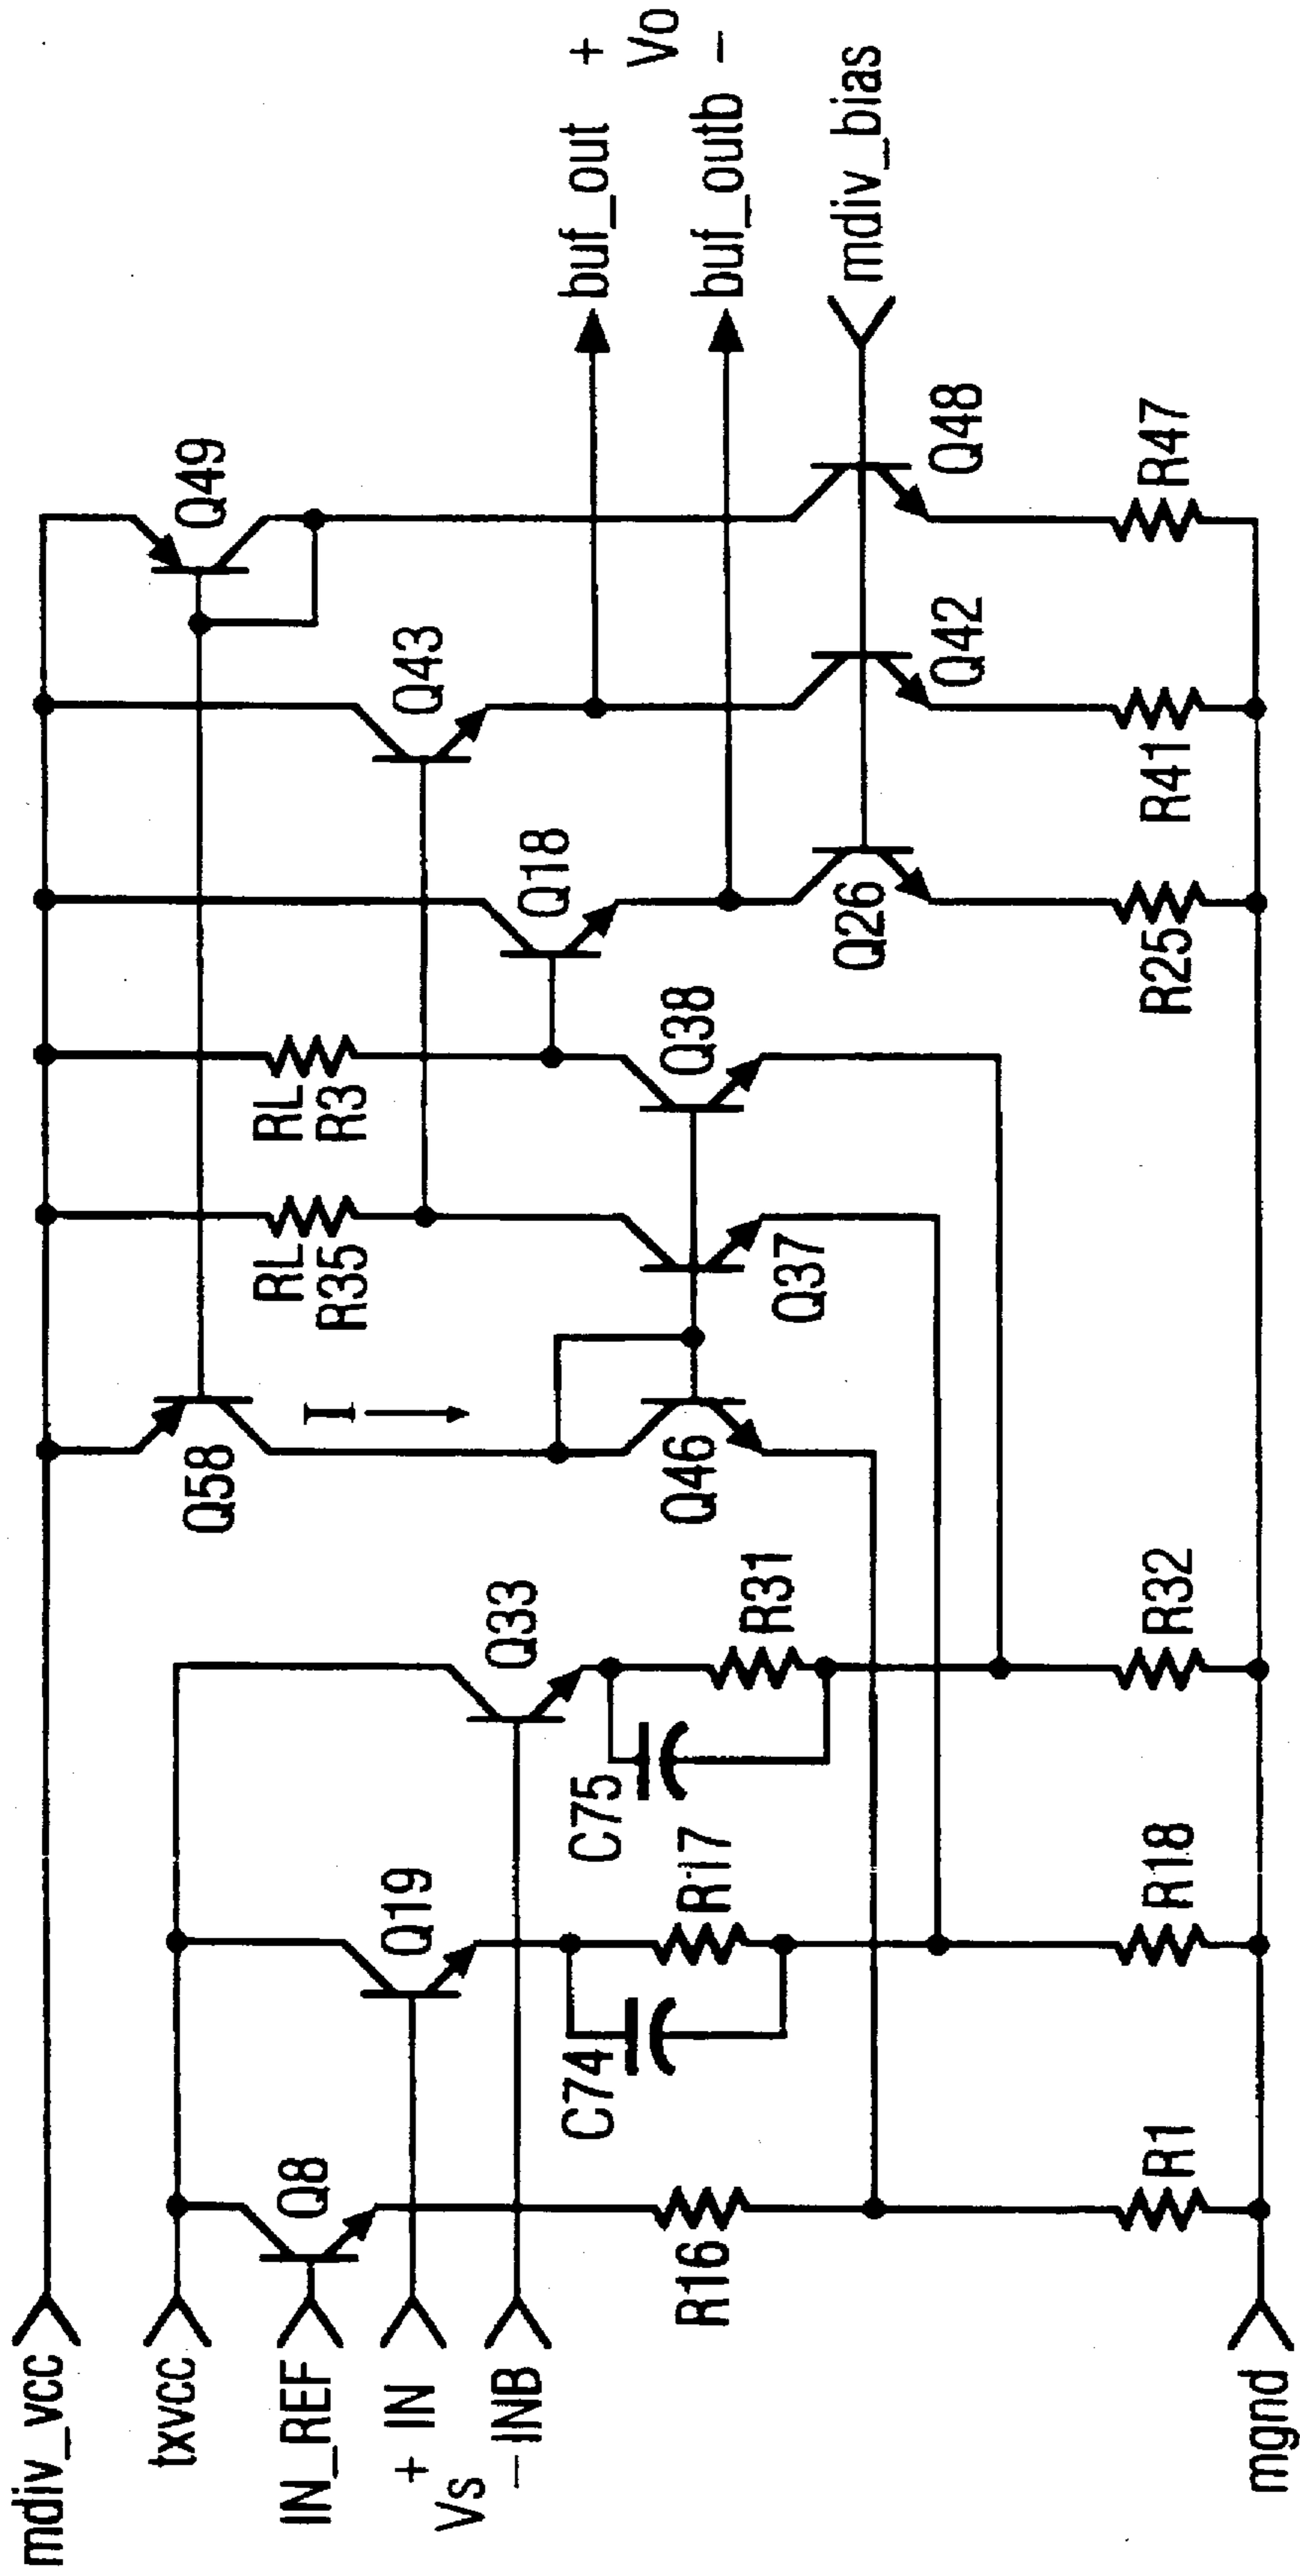 mdiv_vcc
txvcc
IN_REF
+ IN
Vs
– INB
mgnd
Q8
R16
R1
Q19
C74
R17
R18
Q33
C75
R31
R32
Q58
I
Q46
RL
R35
Q37
RL
R3
Q38
Q18
Q26
R25
Q43
Q42
R41
Q49
Q48
R47
buf_out +
Vo
buf_outb –
mdiv_bias